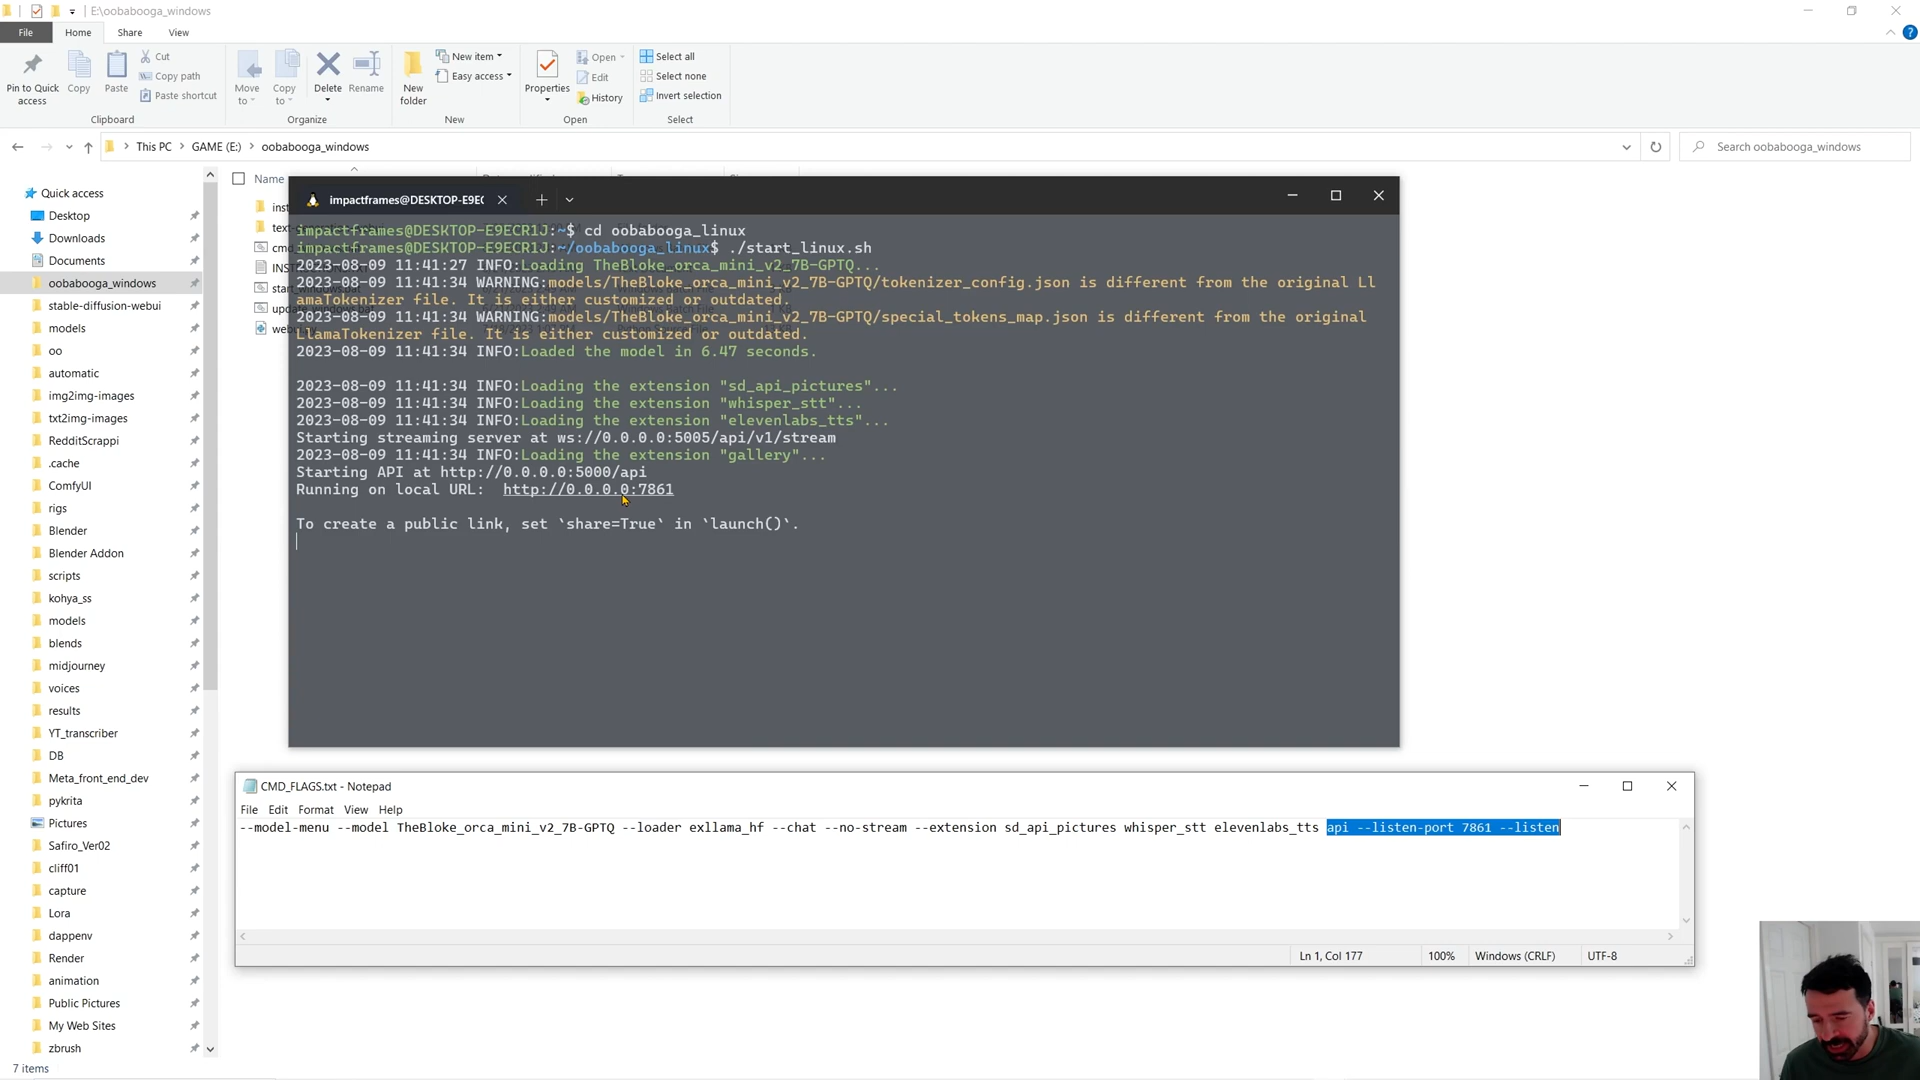 E:\oobabooga_windows
File
Home
Share
View
Pin to Quick access
Copy
Paste
Cut
Copy path
Paste shortcut
Clipboard
Move to
Copy to
Delete
Rename
Organize
New folder
New item
Easy access
New
Properties
Open
Edit
History
Open
Select all
Select none
Invert selection
Select
This PC
GAME (E:)
oobabooga_windows
Search oobabooga_windows
Quick access
Desktop
Downloads
Documents
oobabooga_windows
stable-diffusion-webui
models
oo
automatic
img2img-images
txt2img-images
RedditScrappi
.cache
ComfyUI
rigs
Blender
Blender Addon
scripts
kohya_ss
models
blends
midjourney
voices
results
YT_transcriber
DB
Meta_front_end_dev
pykrita
Pictures
Safiro_Ver02
cliff01
capture
Lora
dappenv
Render
animation
Public Pictures
My Web Sites
zbrush
7 items
Name
impactframes@DESKTOP-E9EC
impactframes@DESKTOP-E9ECR1J:~$ cd oobabooga_linux
impactframes@DESKTOP-E9ECR1J:~/oobabooga_linux$ ./start_linux.sh
2023-08-09 11:41:27 INFO:Loading TheBloke_orca_mini_v2_7B-GPTQ...
2023-08-09 11:41:34 WARNING:models/TheBloke_orca_mini_v2_7B-GPTQ/tokenizer_config.json is different from the original Ll
amaTokenizer file. It is either customized or outdated.
2023-08-09 11:41:34 WARNING:models/TheBloke_orca_mini_v2_7B-GPTQ/special_tokens_map.json is different from the original
LlamaTokenizer file. It is either customized or outdated.
2023-08-09 11:41:34 INFO:Loaded the model in 6.47 seconds.
2023-08-09 11:41:34 INFO:Loading the extension "sd_api_pictures"...
2023-08-09 11:41:34 INFO:Loading the extension "whisper_stt"...
2023-08-09 11:41:34 INFO:Loading the extension "elevenlabs_tts"...
Starting streaming server at ws://0.0.0.0:5005/api/v1/stream
2023-08-09 11:41:34 INFO:Loading the extension "gallery"...
Starting API at http://0.0.0.0:5000/api
Running on local URL:  http://0.0.0.0:7861
To create a public link, set `share=True` in `launch()`.
CMD_FLAGS.txt - Notepad
File Edit Format View Help
--model-menu --model TheBloke_orca_mini_v2_7B-GPTQ --loader exllama_hf --chat --no-stream --extension sd_api_pictures whisper_stt elevenlabs_tts api --listen-port 7861 --listen
Ln 1, Col 177
100%
Windows (CRLF)
UTF-8